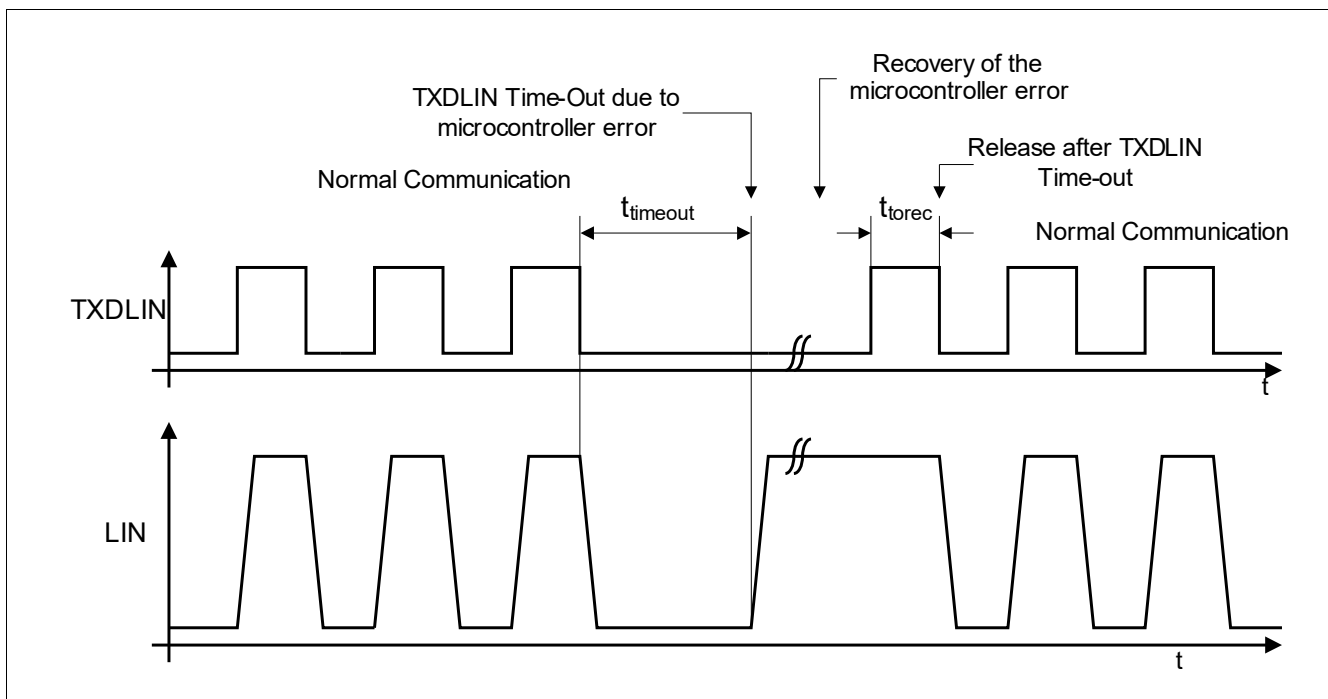 Recovery of the
microcontroller error
TXDLIN Time-Out due to
microcontroller error
Release after TXDLIN
Time-out
Normal Communication
ttimeout
ttorec
Normal Communication
TXDLIN
t
LIN
t